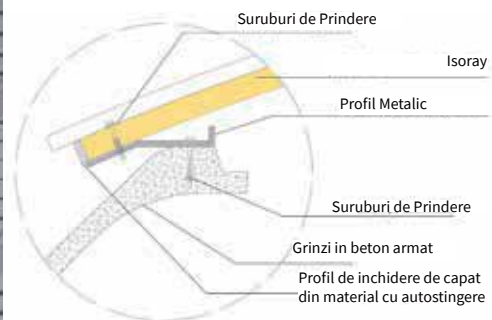 Suruburi de Prindere
Isoray
Profil Metalic
Suruburi de Prindere
Grinzi in beton armat
Profil de inchidere de capat
din material cu autostingere